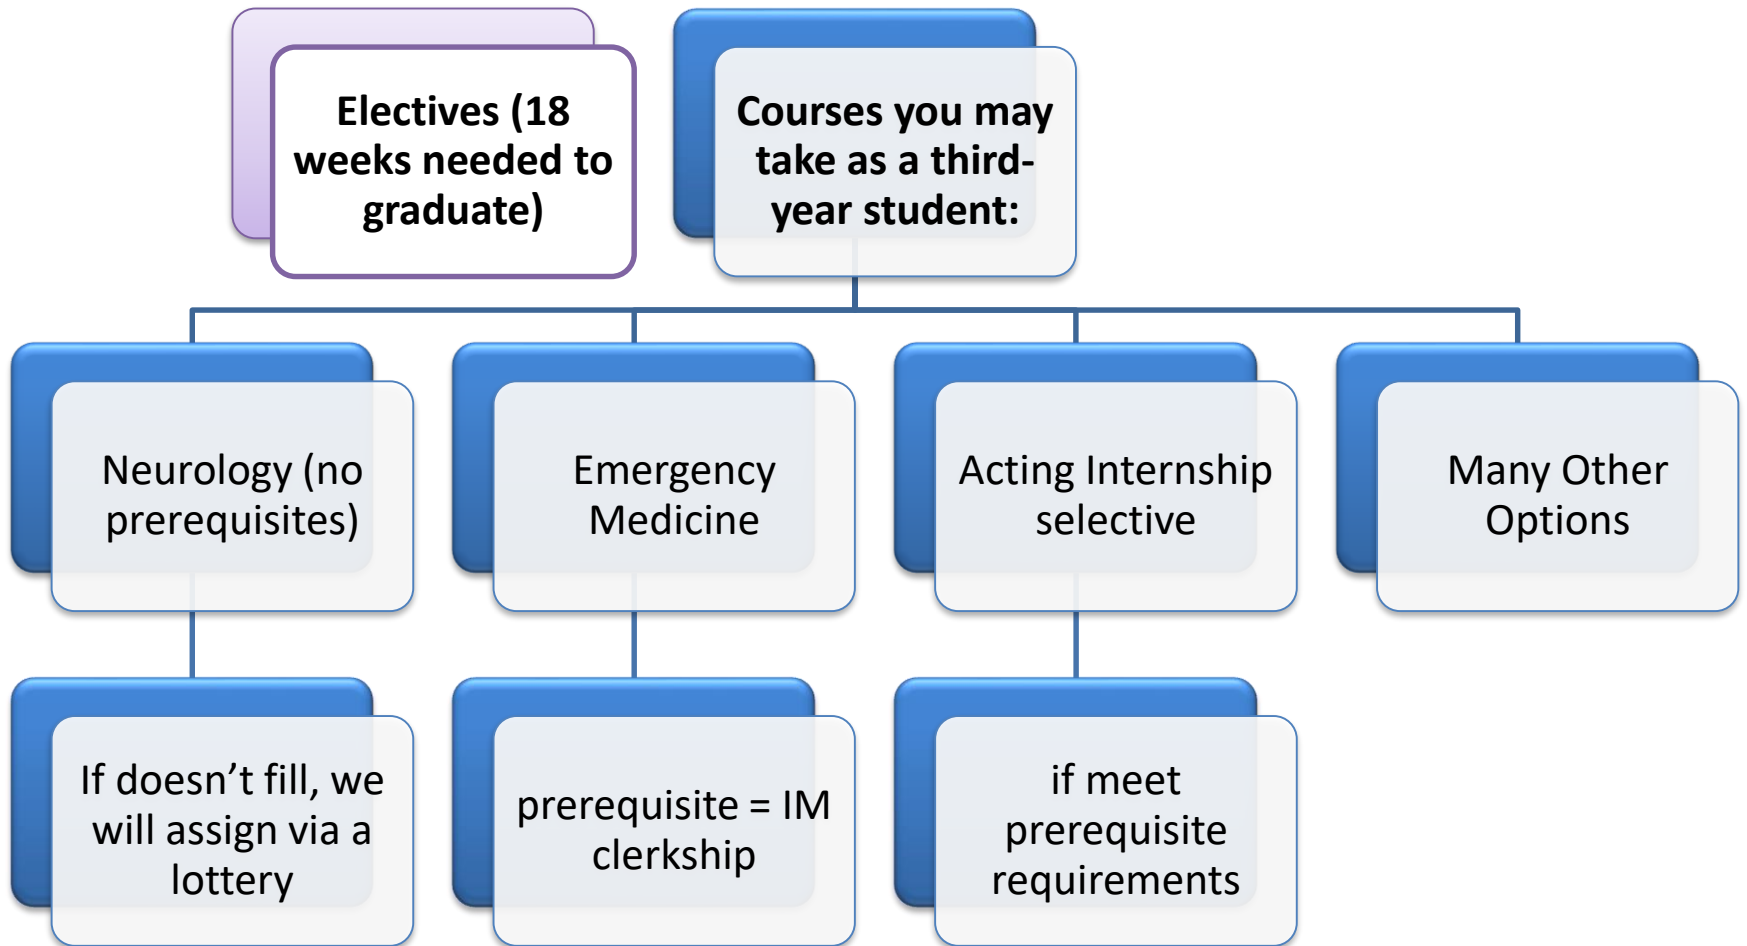 Electives (18
weeks needed to
graduate)
Courses you may
take as a third-
year student:
Neurology (no
prerequisites)
Emergency
Medicine
Acting Internship
selective
Many Other
Options
If doesn’t fill, we
will assign via a
lottery
prerequisite = IM
clerkship
if meet
prerequisite
requirements